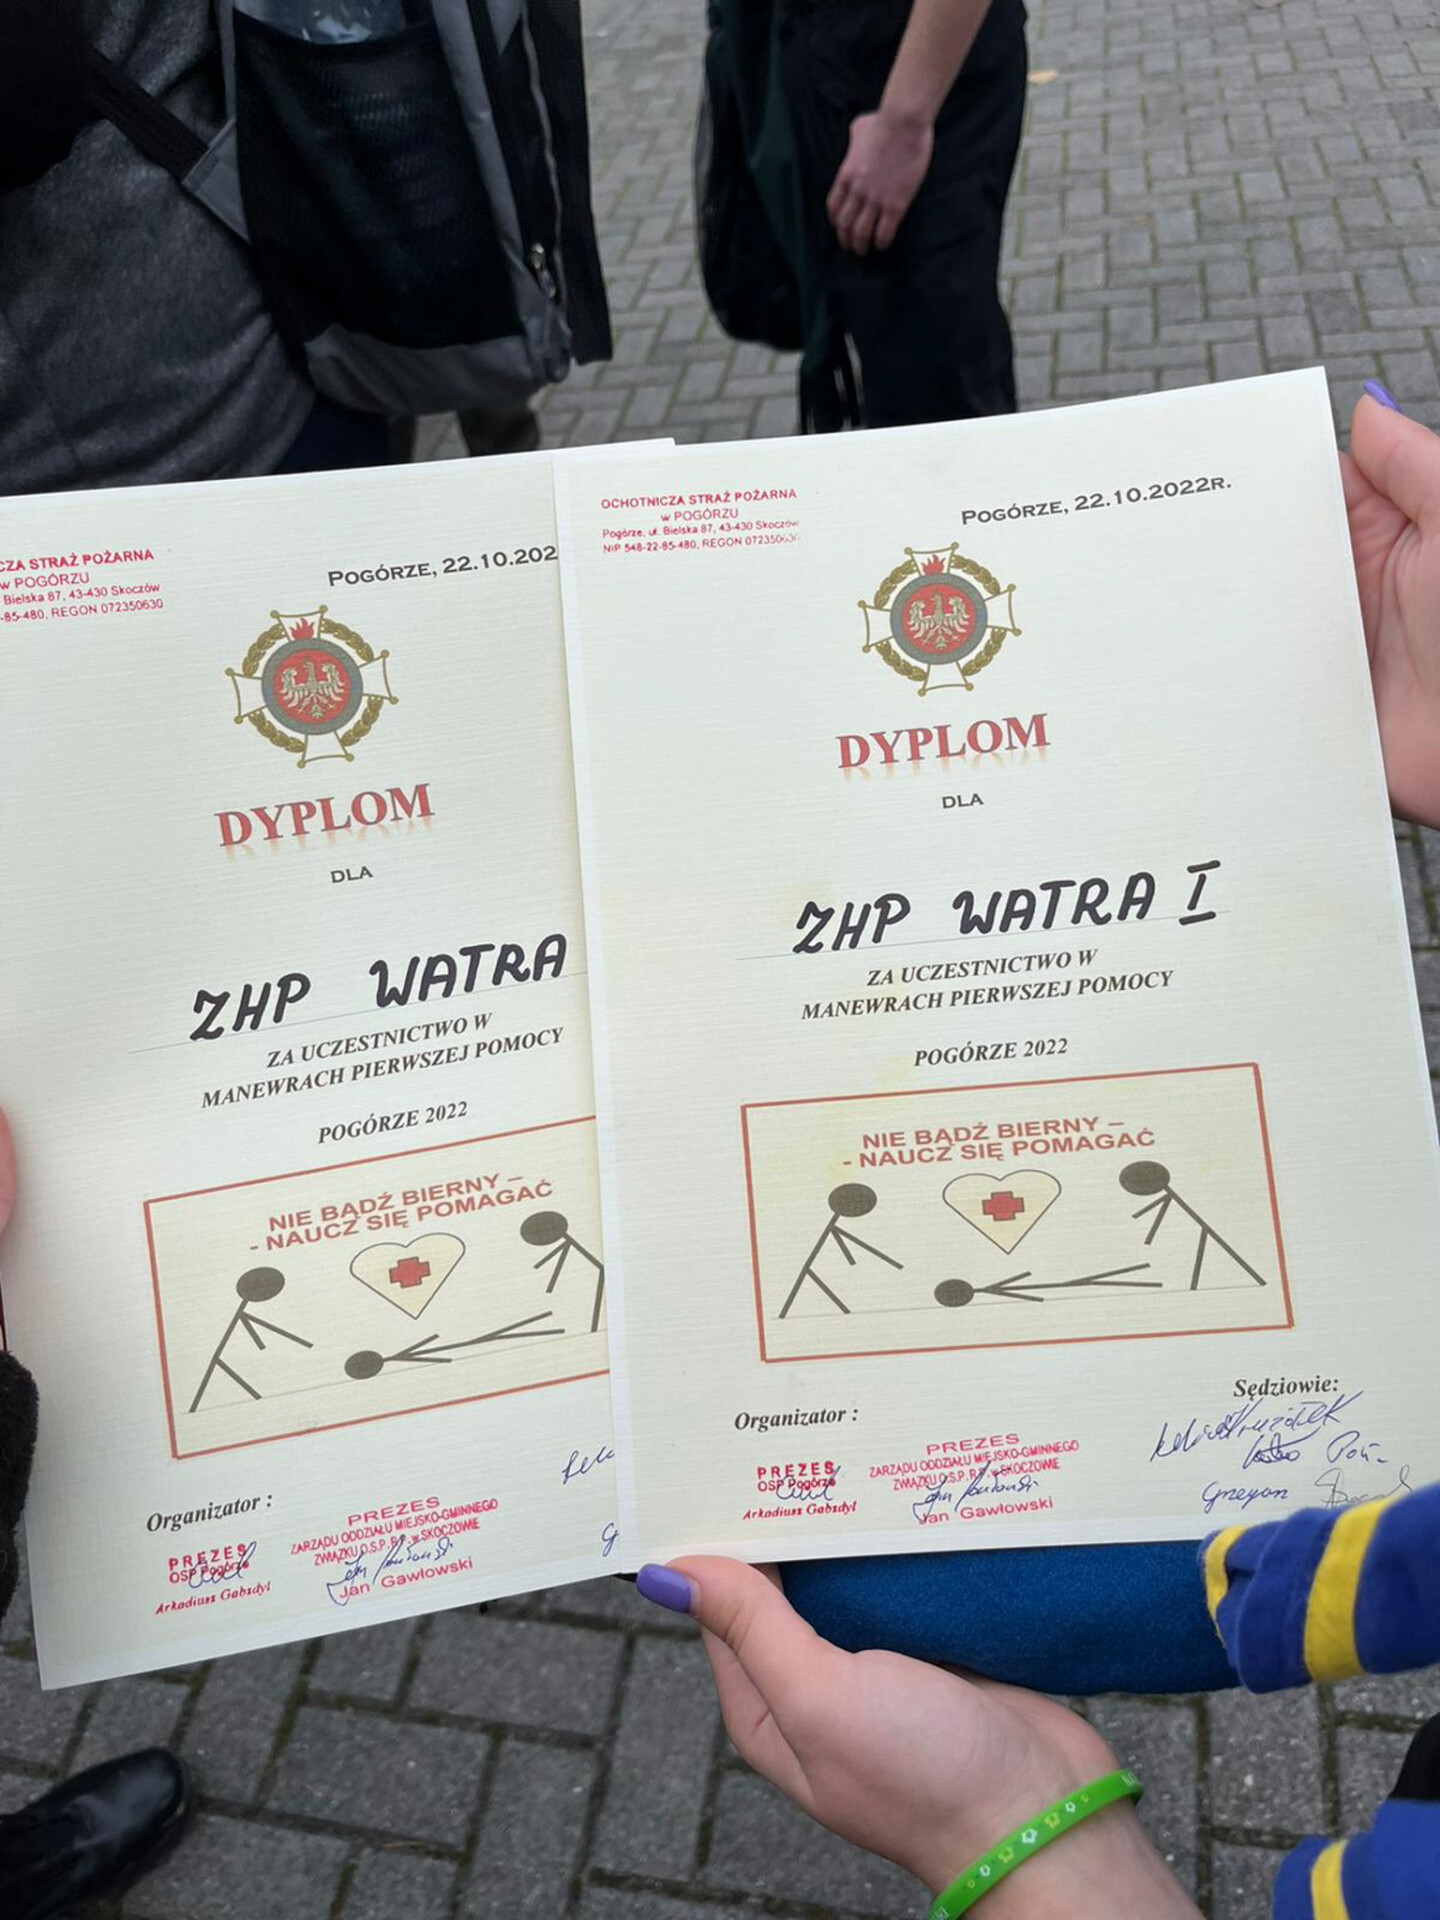 CZA STRAŻ POŻARNA
w POGÓRZU
Bielska 87, 43-430 Skoczów
-85-480, REGON 072350630
POGÓRZE, 22.10.202
DYPLOM
DLA
ZHP WATRA
ZA UCZESTNICTWO W
MANEWRACH PIERWSZEJ POMOCY
POGÓRZE 2022
NIE BĄDŹ BIERNY –
- NAUCZ SIĘ POMAGAĆ
Organizator :
PREZES
OSP Pogórze
Arkadiusz Gabzdyl
PREZES
ZARZĄDU ODDZIAŁU MIEJSKO-GMINNEGO
ZWIĄZKU O.S.P. R.P. w SKOCZOWIE
Jan Gawłowski
OCHOTNICZA STRAŻ POŻARNA
w POGÓRZU
Pogórze, ul. Bielska 87, 43-430 Skoczów
NIP 548-22-85-480, REGON 072350630
POGÓRZE, 22.10.2022R.
DYPLOM
DLA
ZHP WATRA I
ZA UCZESTNICTWO W
MANEWRACH PIERWSZEJ POMOCY
POGÓRZE 2022
NIE BĄDŹ BIERNY –
- NAUCZ SIĘ POMAGAĆ
Organizator :
Sędziowie:
PREZES
OSP Pogórze
Arkadiusz Gabzdyl
PREZES
ZARZĄDU ODDZIAŁU MIEJSKO-GMINNEGO
ZWIĄZKU O.S.P. R.P. w SKOCZOWIE
Jan Gawłowski